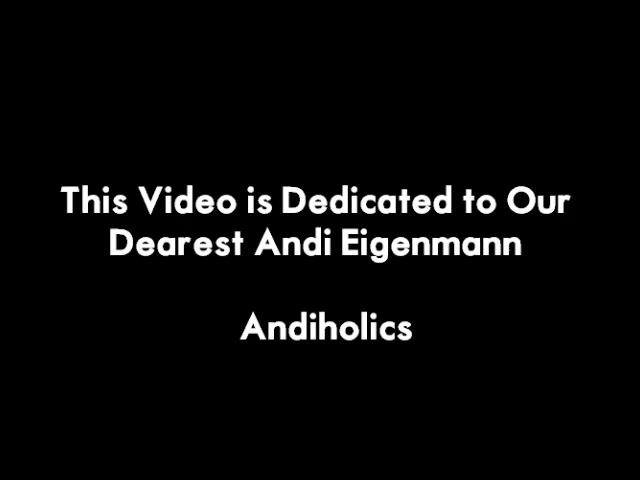 This Video is Dedicated to Our
Dearest Andi Eigenmann
Andiholics